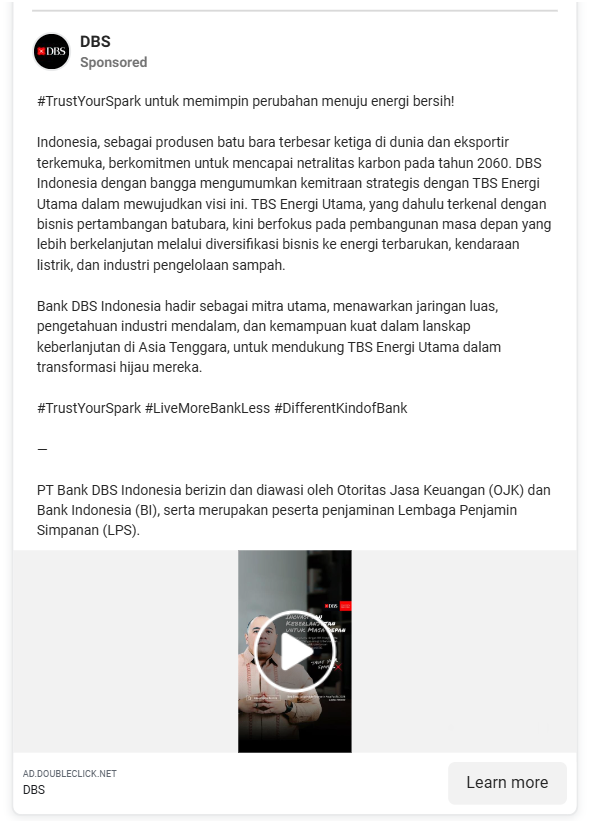 DBS
DBS
Sponsored
#TrustYourSpark untuk memimpin perubahan menuju energi bersih!
Indonesia, sebagai produsen batu bara terbesar ketiga di dunia dan eksportir
terkemuka, berkomitmen untuk mencapai netralitas karbon pada tahun 2060. DBS
Indonesia dengan bangga mengumumkan kemitraan strategis dengan TBS Energi
Utama dalam mewujudkan visi ini. TBS Energi Utama, yang dahulu terkenal dengan
bisnis pertambangan batubara, kini berfokus pada pembangunan masa depan yang
lebih berkelanjutan melalui diversifikasi bisnis ke energi terbarukan, kendaraan
listrik, dan industri pengelolaan sampah.
Bank DBS Indonesia hadir sebagai mitra utama, menawarkan jaringan luas,
pengetahuan industri mendalam, dan kemampuan kuat dalam lanskap
keberlanjutan di Asia Tenggara, untuk mendukung TBS Energi Utama dalam
transformasi hijau mereka.
#TrustYourSpark #LiveMoreBankLess #DifferentKindofBank
—
PT Bank DBS Indonesia berizin dan diawasi oleh Otoritas Jasa Keuangan (OJK) dan
Bank Indonesia (BI), serta merupakan peserta penjaminan Lembaga Penjamin
Simpanan (LPS).
DBS
UNTUK MASA DEPAN
AD.DOUBLECLICK.NET
DBS
Learn more